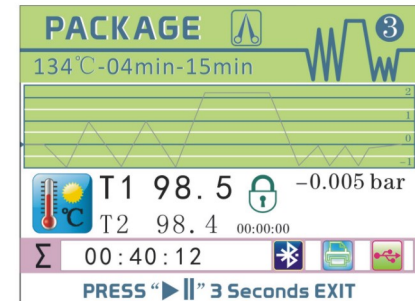 PACKAGE
3
134℃-04min-15min
2
1
0
-1
T1 98.5
-0.005 bar
℃
T2 98.4 00:00:00
Σ 00:40:12
PRESS “▶||” 3 Seconds EXIT